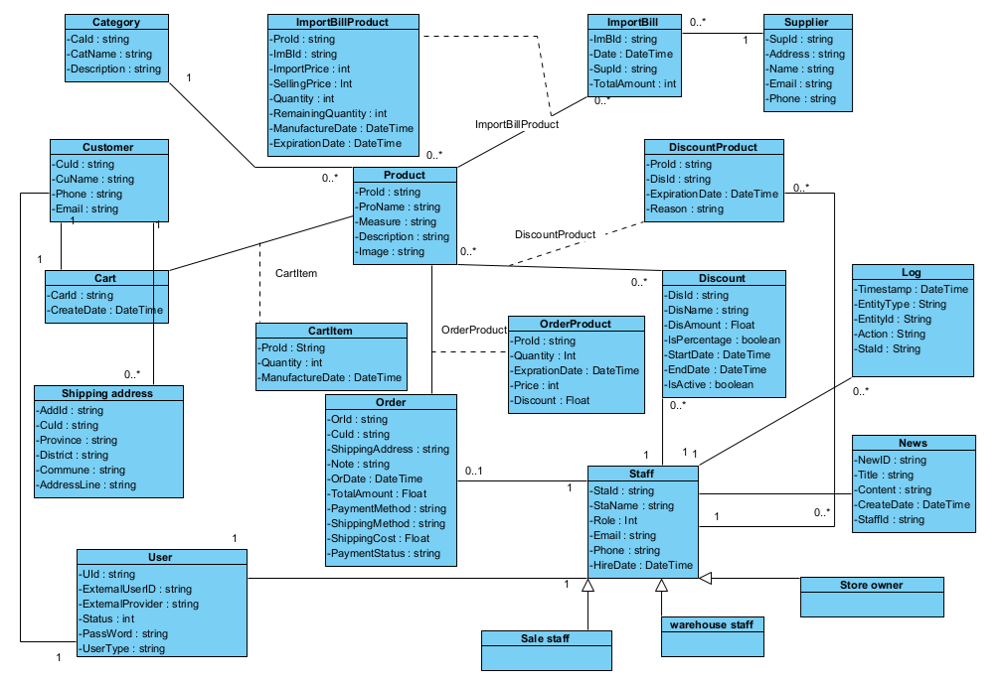 Category
-CaId : string
-CatName : string
-Description : string
1
ImportBillProduct
-ProId : string
-ImBId : string
-ImportPrice : int
-SellingPrice : Int
-Quantity : int
-RemainingQuantity : int
-ManufactureDate : DateTime
-ExpirationDate : DateTime
ImportBill
-ImBId : string
-Date : DateTime
-SupId : string
-TotalAmount : int
0..*
0..*
1
Supplier
-SupId : string
-Address : string
-Name : string
-Email : string
-Phone : string
ImportBillProduct
0..*
0..*
Customer
-CuId : string
-CuName : string
-Phone : string
-Email : string
1
1
Product
-ProId : string
-ProName : string
-Measure : string
-Description : string
-Image : string
0..*
DiscountProduct
-ProId : string
-DisId : string
-ExpirationDate : DateTime
-Reason : string
0..*
DiscountProduct
1
Cart
-CarId : string
-CreateDate : DateTime
CartItem
0..*
Discount
-DisId : string
-DisName : string
-DisAmount : Float
-IsPercentage : boolean
-StartDate : DateTime
-EndDate : DateTime
-IsActive : boolean
0..*
Log
-Timestamp : DateTime
-EntityType : String
-EntityId : String
-Action : String
-StaId : String
0..*
CartItem
-ProId : String
-Quantity : int
-ManufactureDate : DateTime
OrderProduct
OrderProduct
-ProId : string
-Quantity : Int
-ExprationDate : DateTime
-Price : int
-Discount : Float
0..*
Shipping address
-AddId : string
-CuId : string
-Province : string
-District : string
-Commune : string
-AddressLine : string
Order
-OrId : string
-CuId : string
-ShippingAddress : string
-Note : string
-OrDate : DateTime
-TotalAmount : Float
-PaymentMethod : string
-ShippingMethod : string
-ShippingCost : Float
-PaymentStatus : string
0..1
1
1
1
1
Staff
-StaId : string
-StaName : string
-Role : Int
-Email : string
-Phone : string
-HireDate : DateTime
1
0..*
News
-NewID : string
-Title : string
-Content : string
-CreateDate : DateTime
-StaffId : string
1
User
-UId : string
-ExternalUserID : string
-ExternalProvider : string
-Status : int
-PassWord : string
-UserType : string
1
1
Sale staff
warehouse staff
Store owner